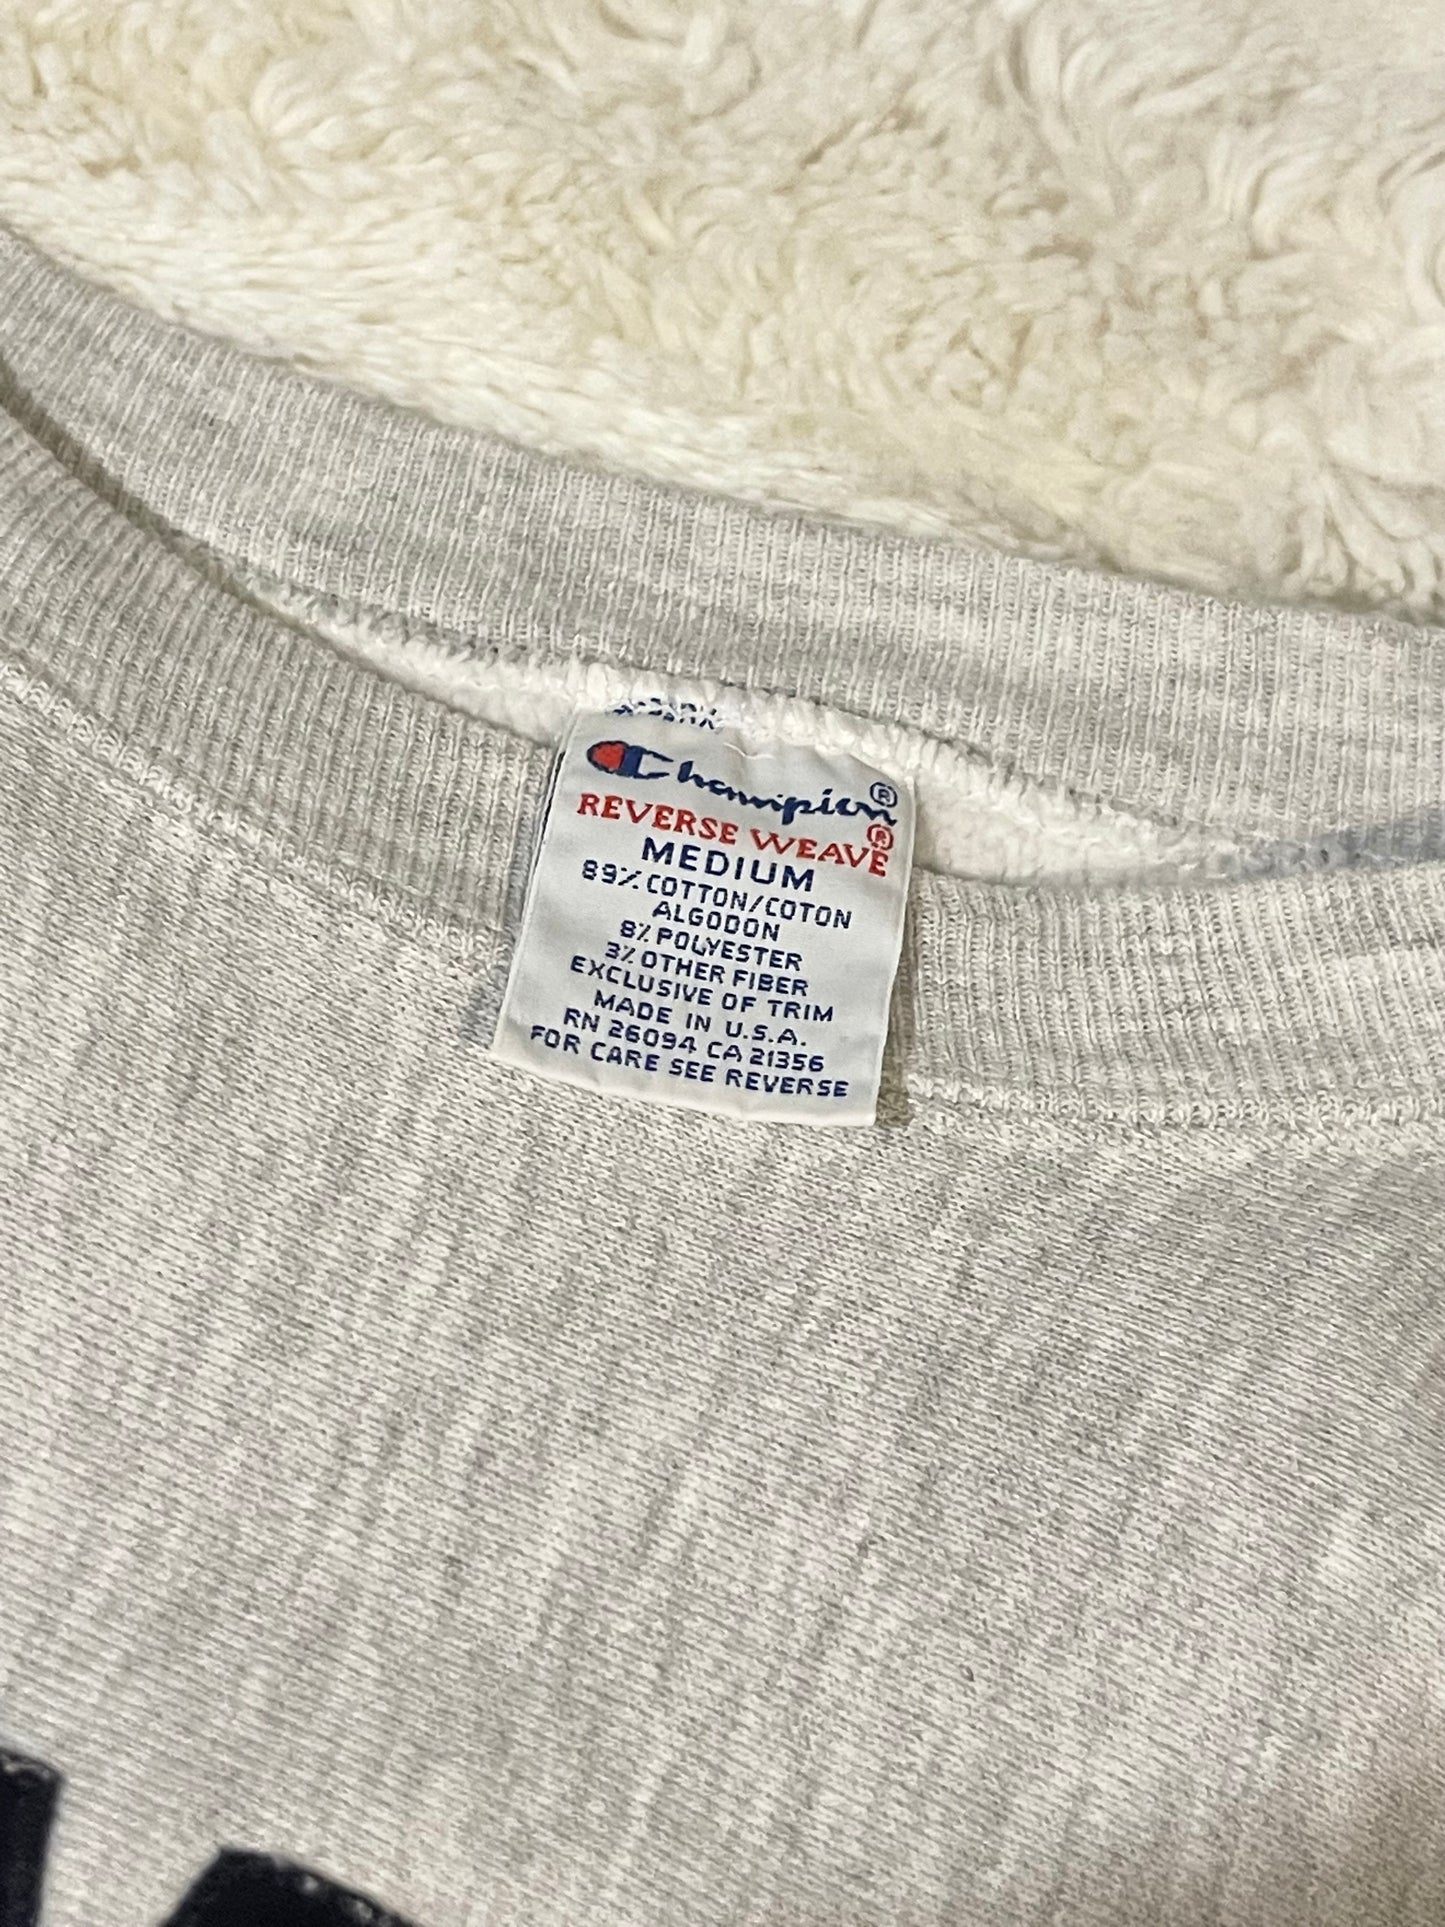 Champion®
REVERSE WEAVE®
MEDIUM
89% COTTON/COTON
ALGODON
8% POLYESTER
3% OTHER FIBER
EXCLUSIVE OF TRIM
MADE IN U.S.A.
RN 26094 CA 21356
FOR CARE SEE REVERSE